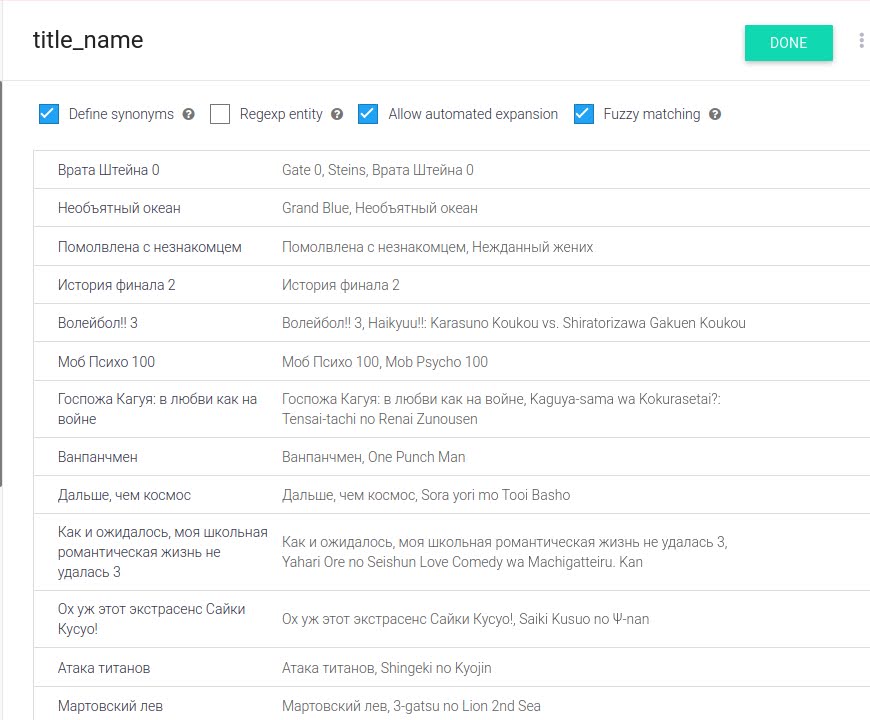 title_name
DONE
Define synonyms
Regexp entity
Allow automated expansion
Fuzzy matching
Врата Штейна 0
Gate 0, Steins, Врата Штейна 0
Необъятный океан
Grand Blue, Необъятный океан
Помолвлена с незнакомцем
Помолвлена с незнакомцем, Нежданный жених
История финала 2
История финала 2
Волейбол!! 3
Волейбол!! 3, Haikyuu!!: Karasuno Koukou vs. Shiratorizawa Gakuen Koukou
Моб Психо 100
Моб Психо 100, Mob Psycho 100
Госпожа Кагуя: в любви как на
войне
Госпожа Кагуя: в любви как на войне, Kaguya-sama wa Kokurasetai?:
Tensai-tachi no Renai Zunousen
Ванпанчмен
Ванпанчмен, One Punch Man
Дальше, чем космос
Дальше, чем космос, Sora yori mo Tooi Basho
Как и ожидалось, моя школьная
романтическая жизнь не
удалась 3
Как и ожидалось, моя школьная романтическая жизнь не удалась 3,
Yahari Ore no Seishun Love Comedy wa Machigatteiru. Kan
Ох уж этот экстрасенс Сайки
Кусуо!
Ох уж этот экстрасенс Сайки Кусуо!, Saiki Kusuo no Ψ-nan
Атака титанов
Атака титанов, Shingeki no Kyojin
Мартовский лев
Мартовский лев, 3-gatsu no Lion 2nd Sea